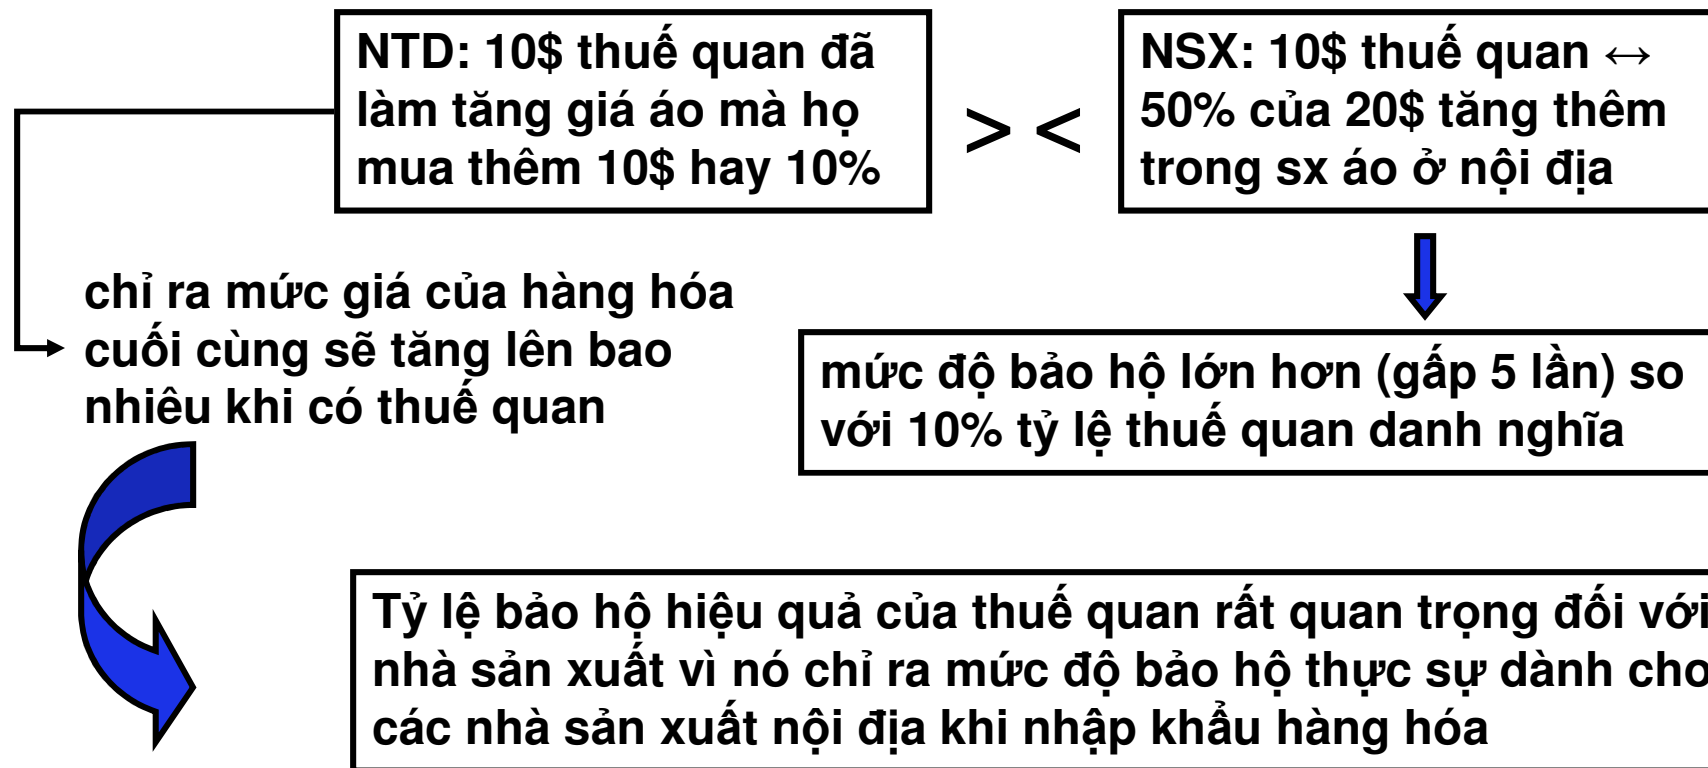 NTD: 10$ thuế quan đã
làm tăng giá áo mà họ
mua thêm 10$ hay 10%
> <
NSX: 10$ thuế quan ↔
50% của 20$ tăng thêm
trong sx áo ở nội địa
chỉ ra mức giá của hàng hóa
cuối cùng sẽ tăng lên bao
nhiêu khi có thuế quan
mức độ bảo hộ lớn hơn (gấp 5 lần) so
với 10% tỷ lệ thuế quan danh nghĩa
Tỷ lệ bảo hộ hiệu quả của thuế quan rất quan trọng đối với
nhà sản xuất vì nó chỉ ra mức độ bảo hộ thực sự dành cho
các nhà sản xuất nội địa khi nhập khẩu hàng hóa